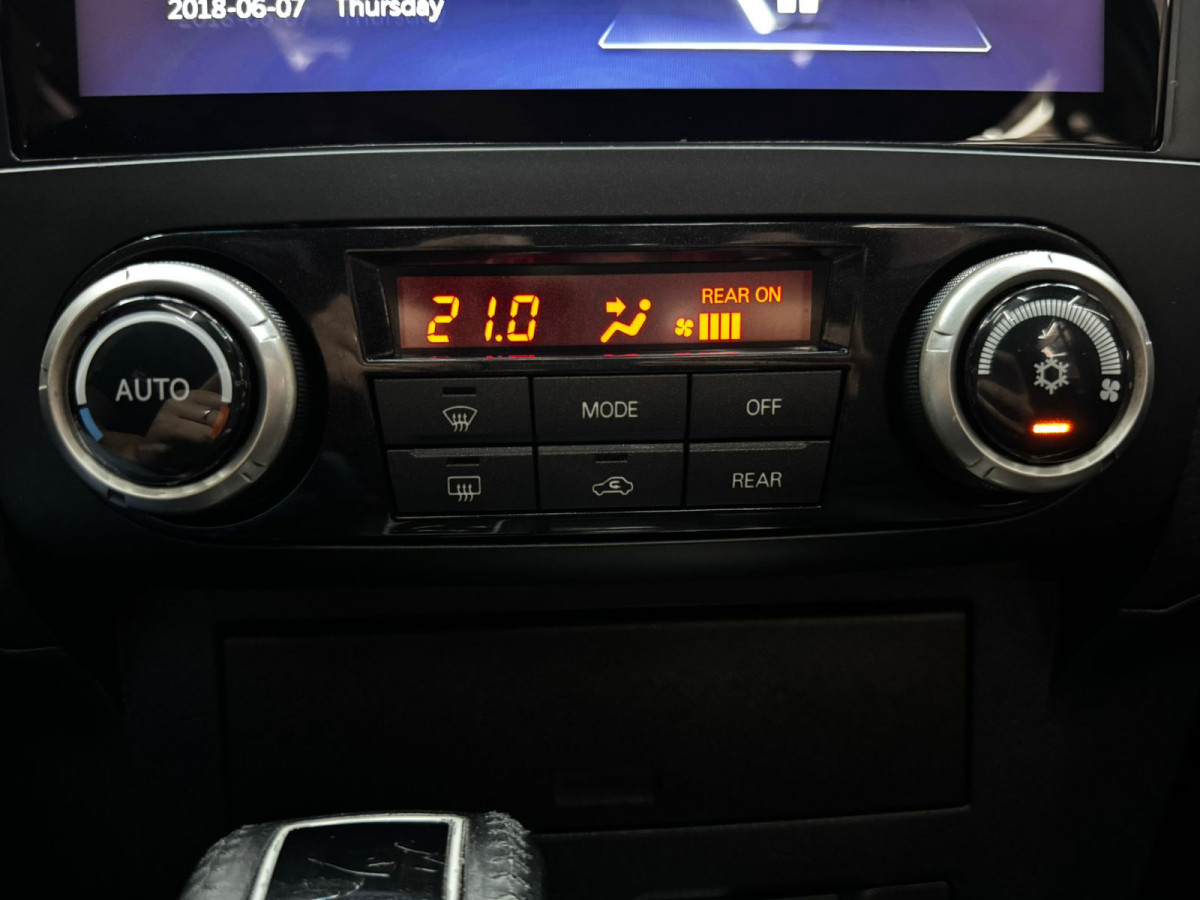 2018-06-07 Thursday
21.0
REAR ON
AUTO
MODE
OFF
REAR